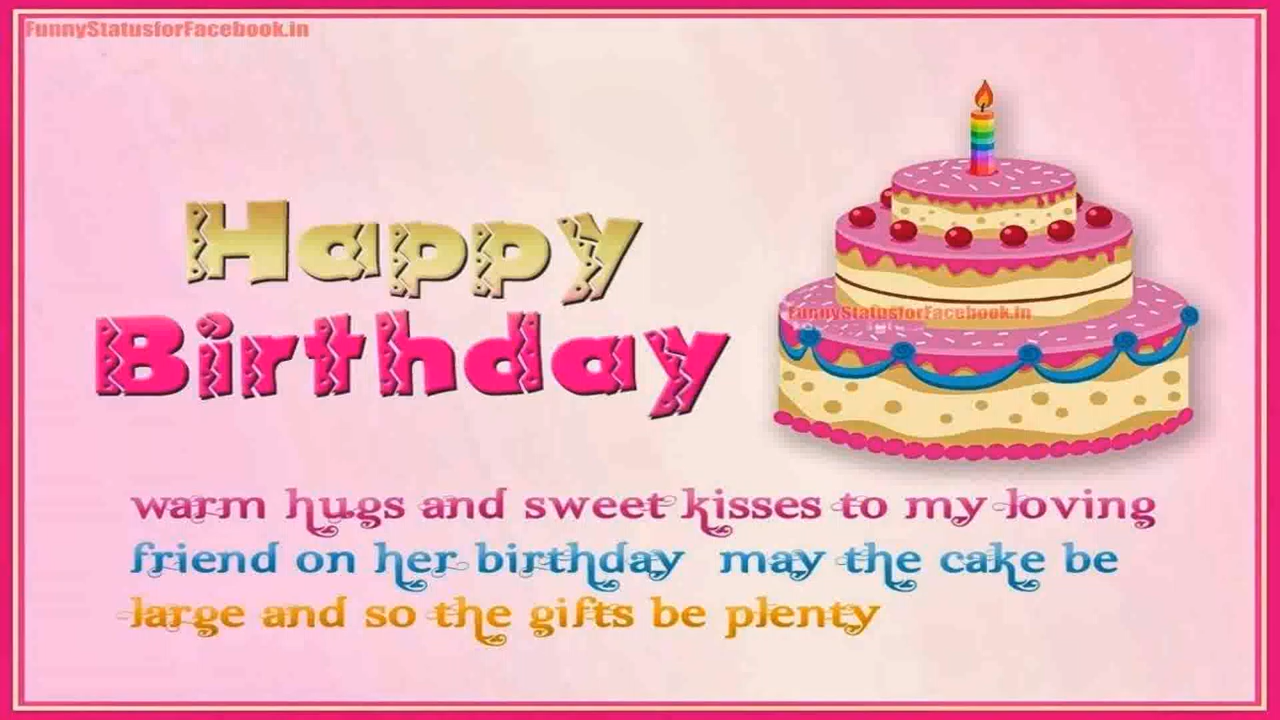 FunnyStatusforFacebook.in
Happy
Birthday
FunnyStatusforFacebook.in
warm hugs and sweet kisses to my loving
friend on her birthday may the cake be
large and so the gifts be plenty